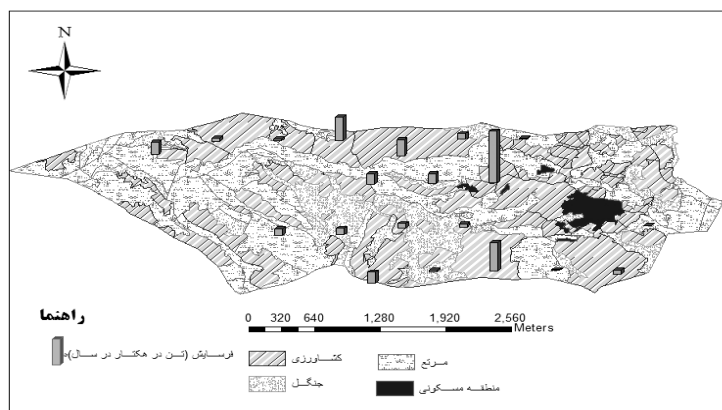 N
راهنما
0 320 640 1,280 1,920 2,560
Meters
فرسایش (تن در هکتار در سال)
کشاورزی
مرتع
جنگل
منطقه مسکونی